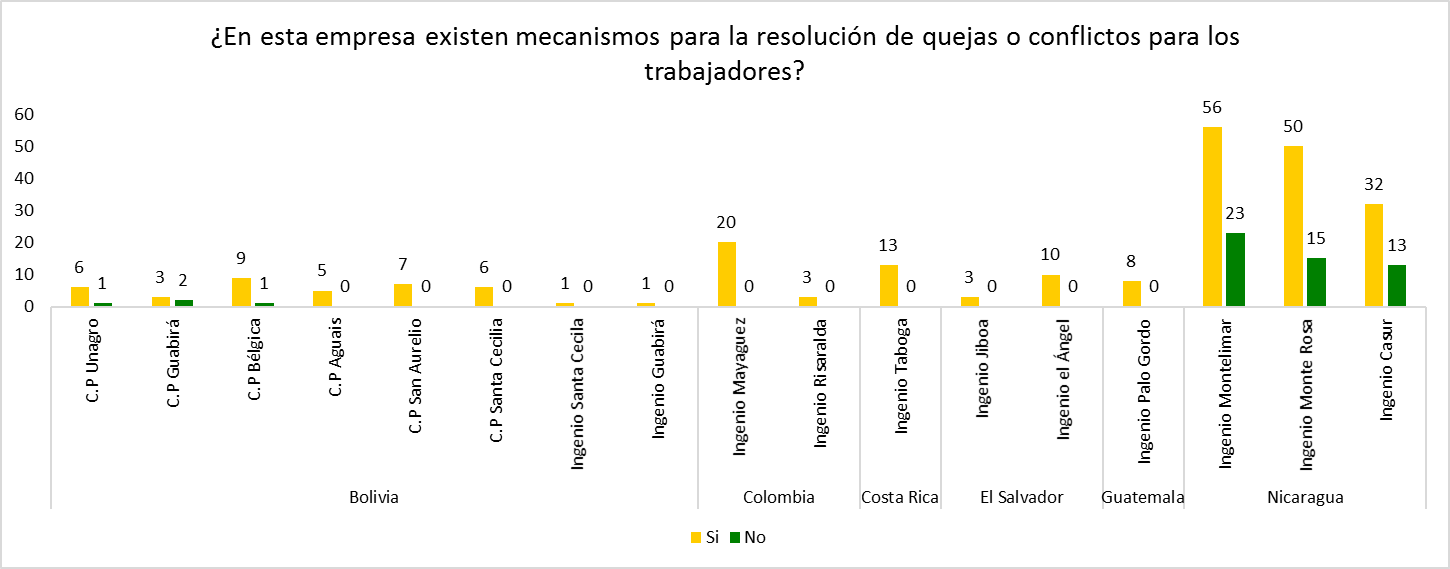 ¿En esta empresa existen mecanismos para la resolución de quejas o conflictos para los
trabajadores?
60
50
40
30
20
10
0
6 1 3 2 9 1 5 0 7 0 6 0 1 0 1 0 20 0 3 0 13 0 3 0 10 0 8 0 56 23 50 15 32 13
C.P Unagro
C.P Guabirá
C.P Bélgica
C.P Aguais
C.P San Aurelio
C.P Santa Cecilia
Ingenio Santa Cecila
Ingenio Guabirá
Ingenio Mayaguez
Ingenio Risaralda
Ingenio Taboga
Ingenio Jiboa
Ingenio el Ángel
Ingenio Palo Gordo
Ingenio Montelimar
Ingenio Monte Rosa
Ingenio Casur
Bolivia Colombia Costa Rica El Salvador Guatemala Nicaragua
Si No